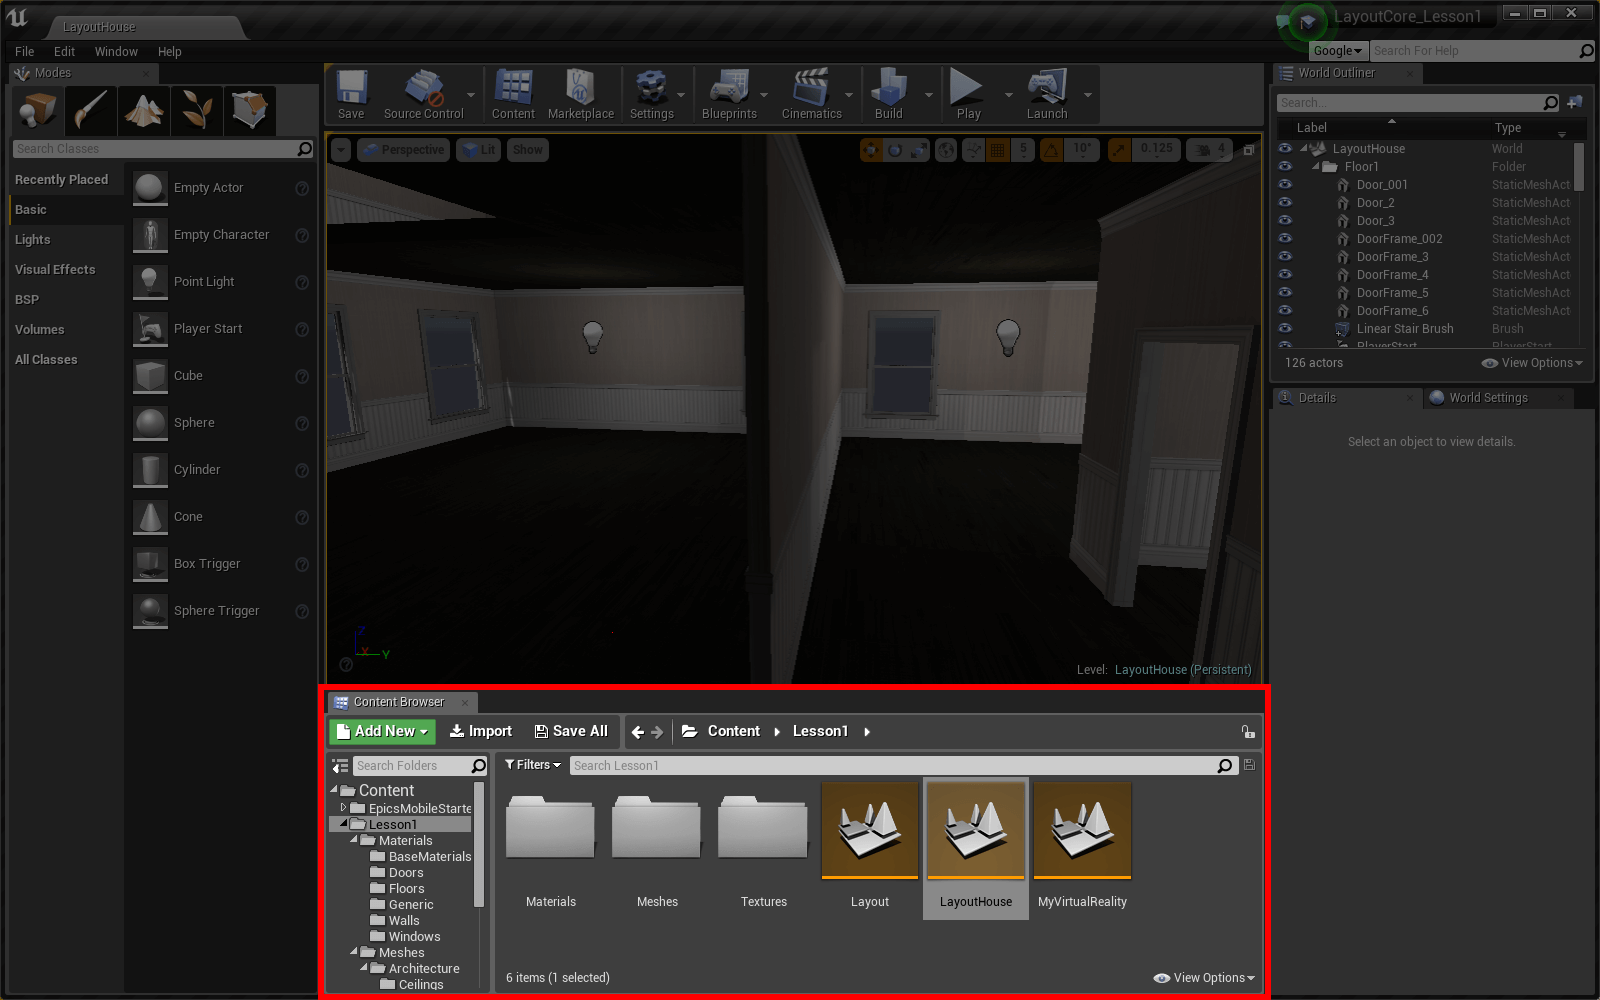 LayoutHouse
LayoutCore_Lesson1
File Edit Window Help
Google
Search For Help
Modes
Search Classes
Recently Placed
Basic
Lights
Visual Effects
BSP
Volumes
All Classes
Empty Actor
Empty Character
Point Light
Player Start
Cube
Sphere
Cylinder
Cone
Box Trigger
Sphere Trigger
Save
Source Control
Content
Marketplace
Settings
Blueprints
Cinematics
Build
Play
Launch
Perspective
Lit
Show
5
10°
0.125
4
Z
X
Y
Level: LayoutHouse (Persistent)
World Outliner
Search...
Label Type
LayoutHouse World
Floor1 Folder
Door_001 StaticMeshAct
Door_2 StaticMeshAct
Door_3 StaticMeshAct
DoorFrame_002 StaticMeshAct
DoorFrame_3 StaticMeshAct
DoorFrame_4 StaticMeshAct
DoorFrame_5 StaticMeshAct
DoorFrame_6 StaticMeshAct
Linear Stair Brush Brush
PlayerStart PlayerStart
126 actors
View Options
Details
World Settings
Select an object to view details.
Content Browser
Add New
Import
Save All
Content
Lesson1
Search Folders
Content
EpicsMobileStarte
Lesson1
Materials
BaseMaterials
Doors
Floors
Generic
Walls
Windows
Meshes
Architecture
Ceilings
Filters
Search Lesson1
Materials
Meshes
Textures
Layout
LayoutHouse
MyVirtualReality
6 items (1 selected)
View Options